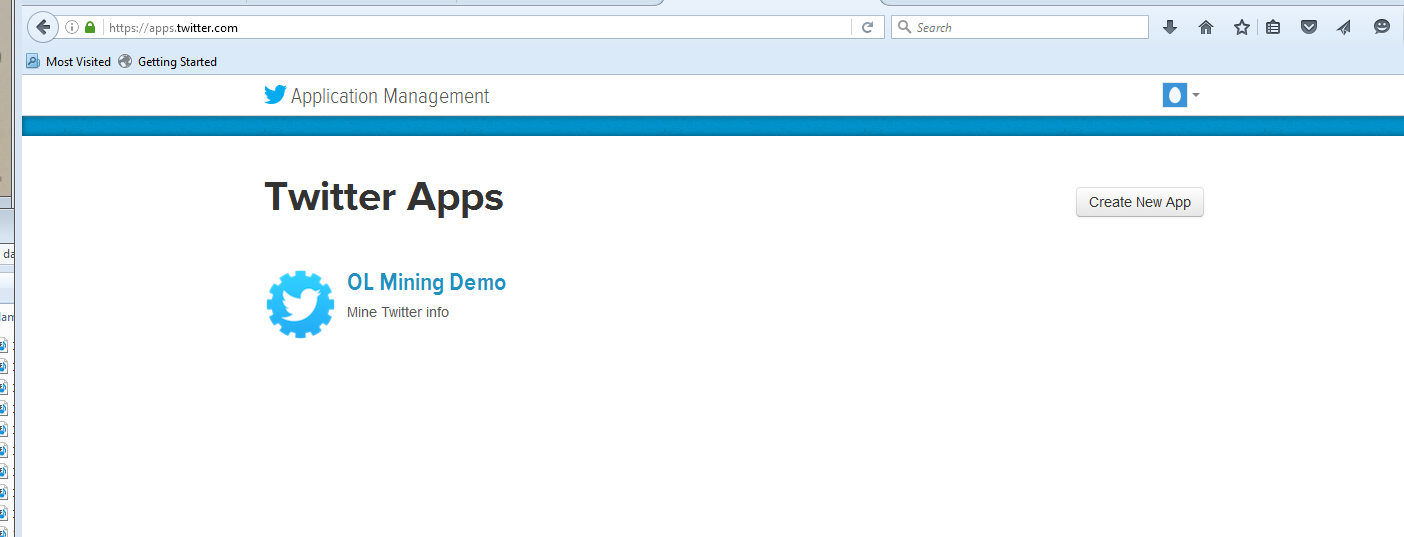 https://apps.twitter.com
Search
Most Visited
Getting Started
Application Management
Twitter Apps
Create New App
da
OL Mining Demo
Mine Twitter info